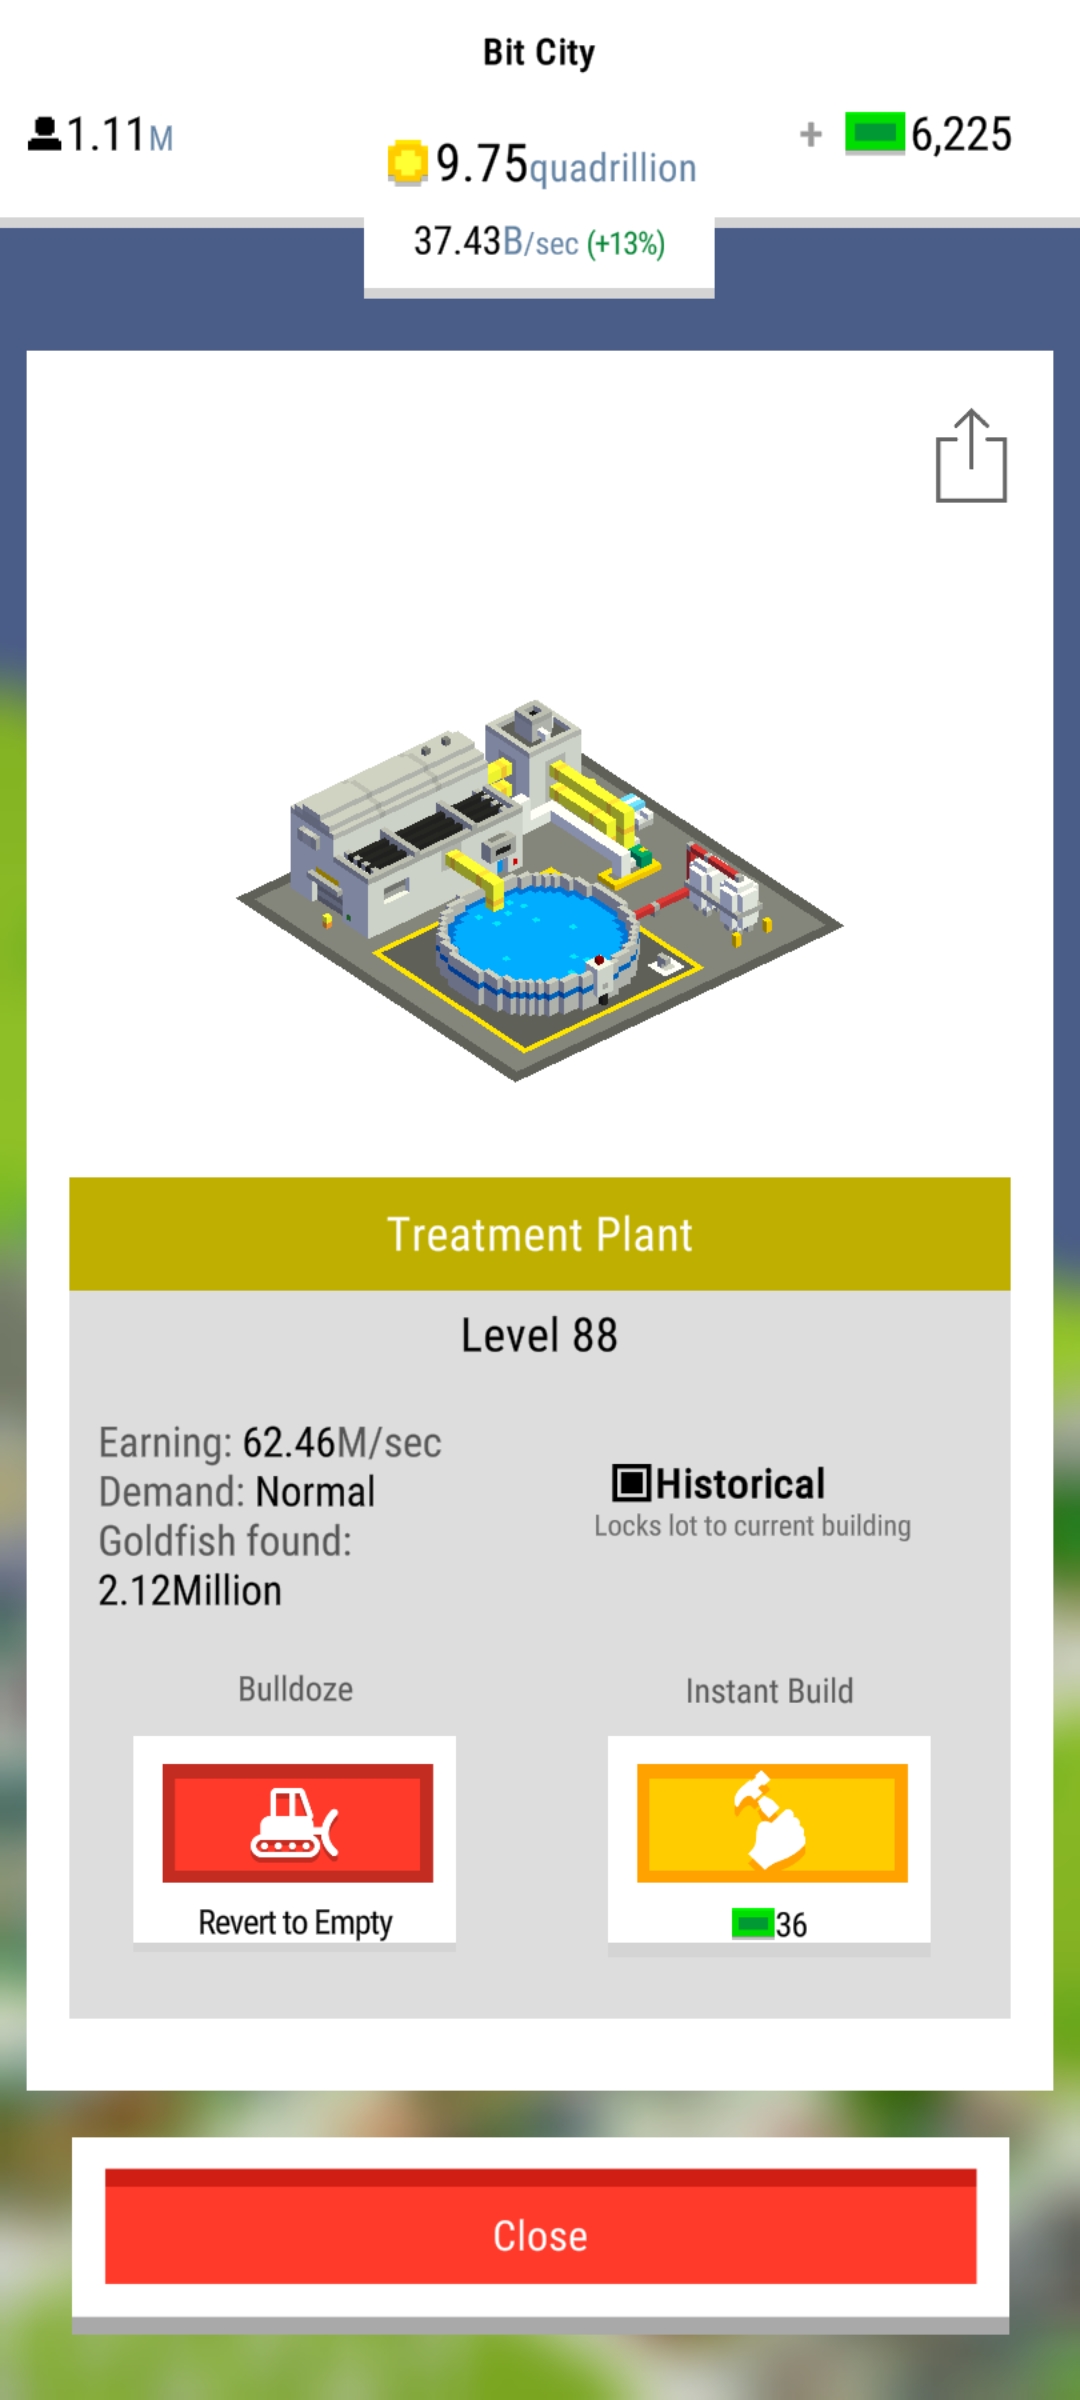 Bit City
1.11M
9.75quadrillion
+ 6,225
37.43B/sec (+13%)
Treatment Plant
Level 88
Earning: 62.46M/sec
Demand: Normal
Goldfish found:
2.12Million
Historical
Locks lot to current building
Bulldoze
Revert to Empty
Instant Build
36
Close